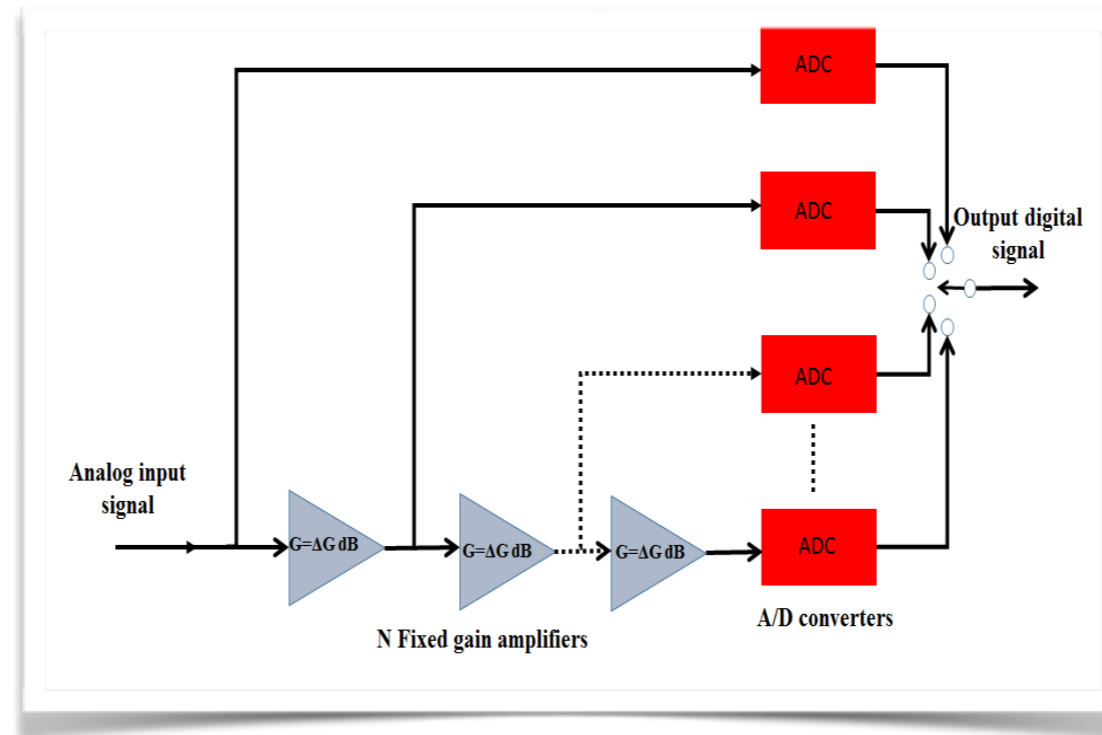 ADC
ADC
Output digital
signal
ADC
Analog input
signal
G=ΔG dB
G=ΔG dB
G=ΔG dB
ADC
A/D converters
N Fixed gain amplifiers